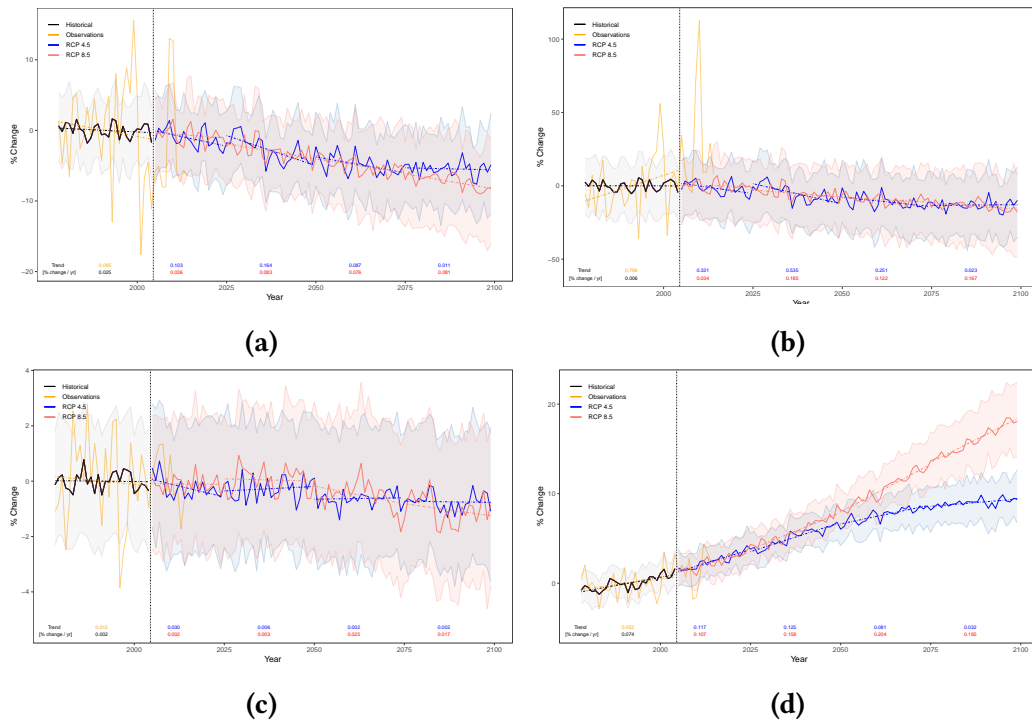 Historical
Observations
RCP 4.5
RCP 8.5
10
0
-10
-20
% Change
Trend 0.103 0.164 0.087 0.011
[% change / yr] 0.025 0.036 0.083 0.076 0.081
2000 2025 2050 2075 2100
Year
(a)
Historical
Observations
RCP 4.5
RCP 8.5
100
50
0
-50
% Change
Trend 0.331 0.535 0.251 0.023
[% change / yr] 0.006 0.034 0.185 0.122 0.167
2000 2025 2050 2075 2100
Year
(b)
Historical
Observations
RCP 4.5
RCP 8.5
4
2
0
-2
-4
% Change
Trend 0.030 0.006 0.002 0.002
[% change / yr] 0.002 0.002 0.003 0.025 0.017
2000 2025 2050 2075 2100
Year
(c)
Historical
Observations
RCP 4.5
RCP 8.5
20
10
0
% Change
Trend 0.117 0.125 0.081 0.032
[% change / yr] 0.074 0.107 0.158 0.204 0.195
2000 2025 2050 2075 2100
Year
(d)